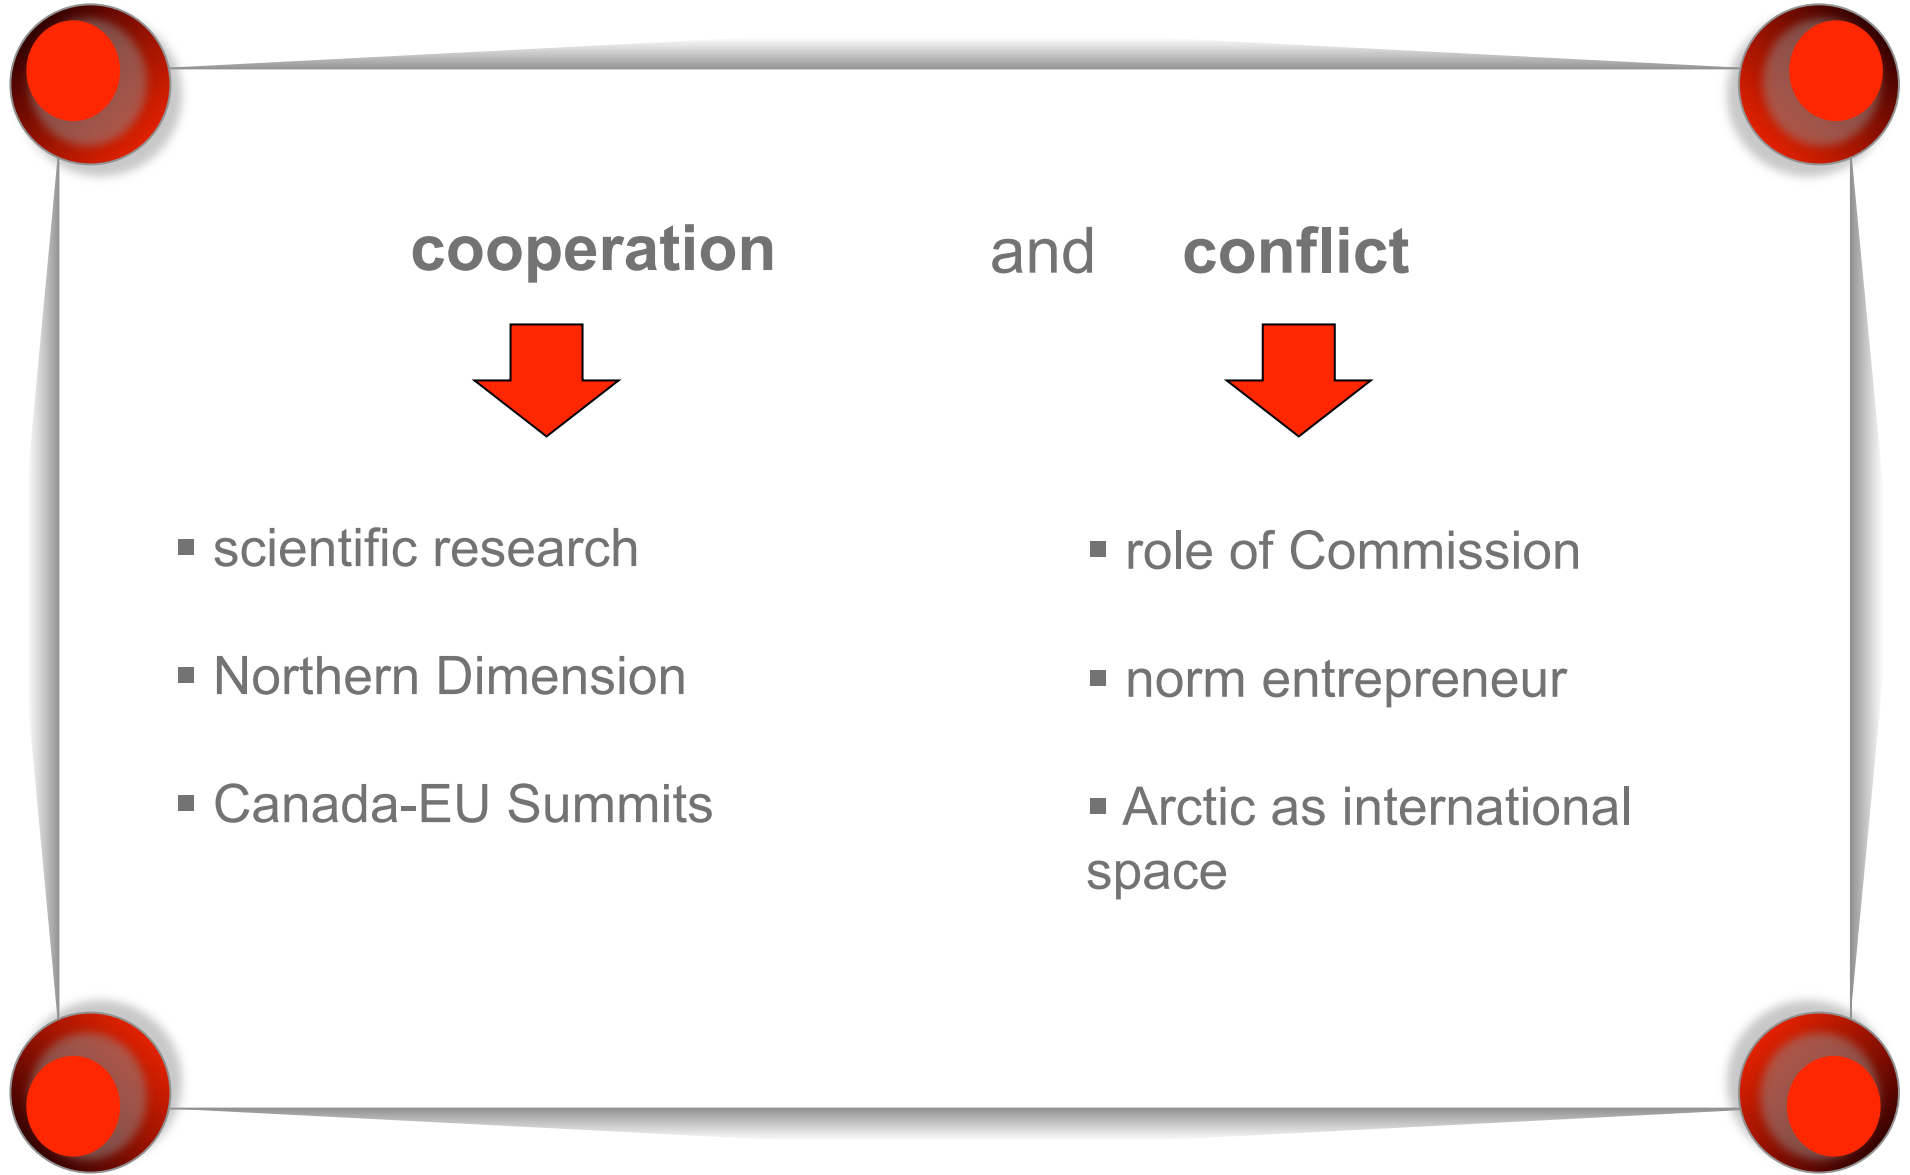 cooperation and conflict
▪ scientific research
▪ Northern Dimension
▪ Canada-EU Summits
▪ role of Commission
▪ norm entrepreneur
▪ Arctic as international
space